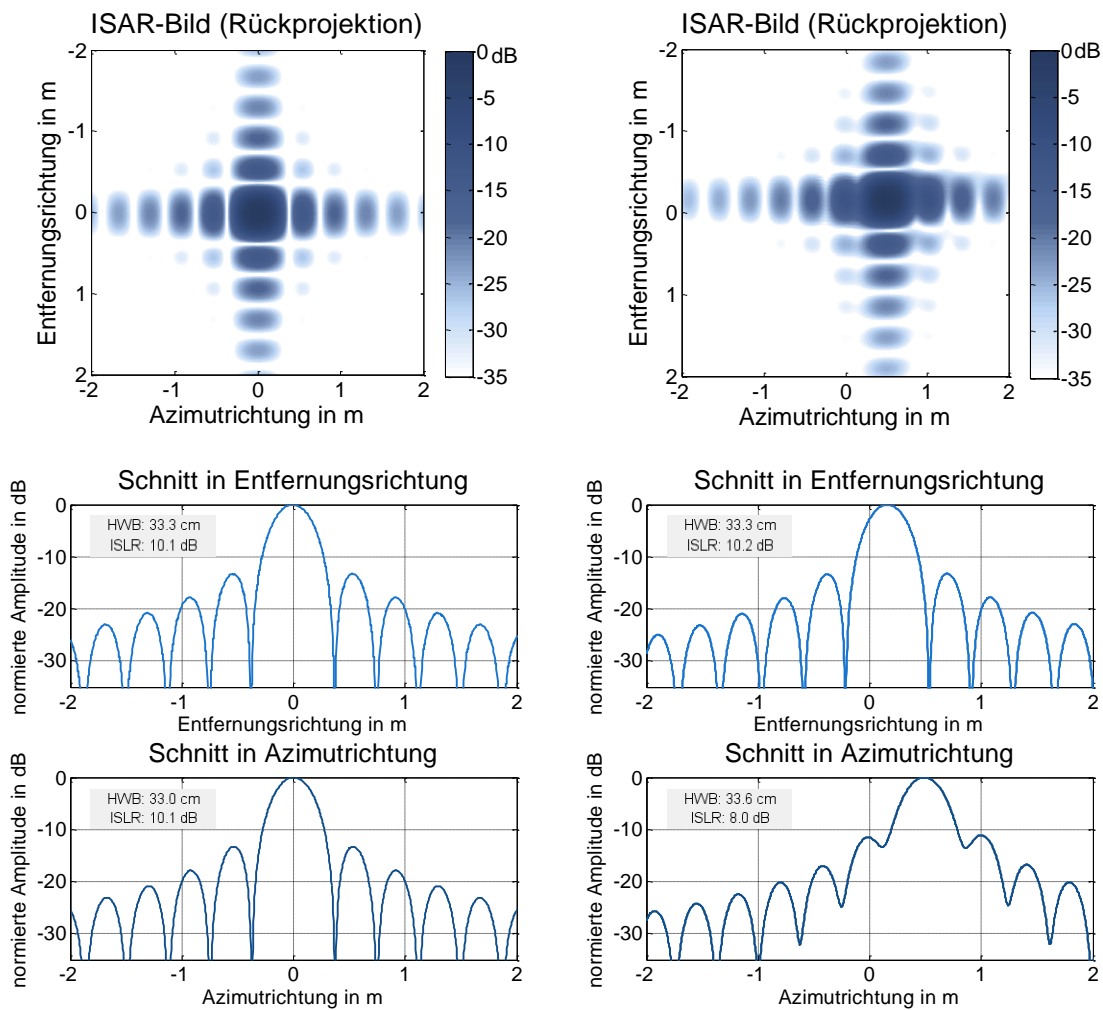 ISAR-Bild (Rückprojektion)
Entfernungsrichtung in m
-2
-1
0
1
2
-2 -1 0 1 2
Azimutrichtung in m
0 dB
-5
-10
-15
-20
-25
-30
-35
ISAR-Bild (Rückprojektion)
Entfernungsrichtung in m
-2
-1
0
1
2
-2 -1 0 1 2
Azimutrichtung in m
0 dB
-5
-10
-15
-20
-25
-30
-35
Schnitt in Entfernungsrichtung
normierte Amplitude in dB
0
-10
-20
-30
HWB: 33.3 cm
ISLR: 10.1 dB
-2 -1 0 1 2
Entfernungsrichtung in m
Schnitt in Entfernungsrichtung
normierte Amplitude in dB
0
-10
-20
-30
HWB: 33.3 cm
ISLR: 10.2 dB
-2 -1 0 1 2
Entfernungsrichtung in m
Schnitt in Azimutrichtung
normierte Amplitude in dB
0
-10
-20
-30
HWB: 33.0 cm
ISLR: 10.1 dB
-2 -1 0 1 2
Azimutrichtung in m
Schnitt in Azimutrichtung
normierte Amplitude in dB
0
-10
-20
-30
HWB: 33.6 cm
ISLR: 8.0 dB
-2 -1 0 1 2
Azimutrichtung in m